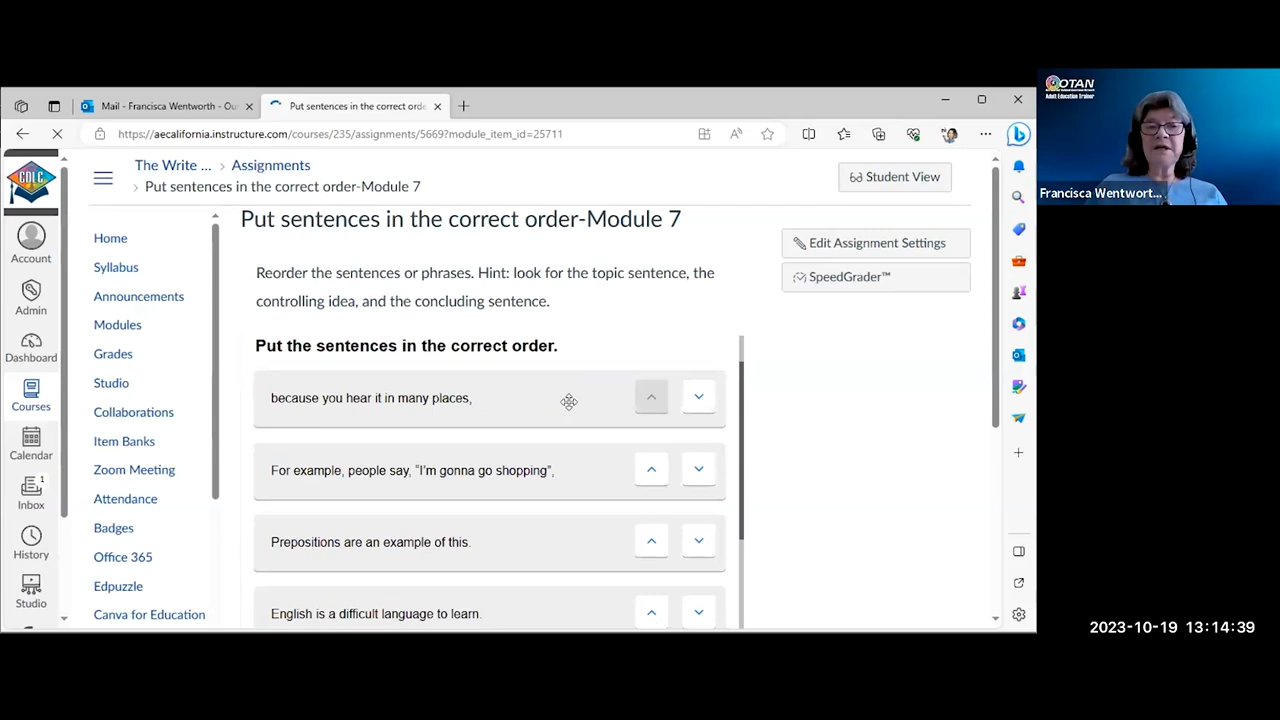 Mail - Francisca Wentworth - Ou
Put sentences in the correct orde
https://aecalifornia.instructure.com/courses/235/assignments/5669?module_item_id=25711
CDLC
Account
Admin
Dashboard
Courses
Calendar
1
Inbox
History
Studio
The Write ... > Assignments
> Put sentences in the correct order-Module 7
Student View
Home
Syllabus
Announcements
Modules
Grades
Studio
Collaborations
Item Banks
Zoom Meeting
Attendance
Badges
Office 365
Edpuzzle
Canva for Education
Put sentences in the correct order-Module 7
Reorder the sentences or phrases. Hint: look for the topic sentence, the
controlling idea, and the concluding sentence.
Put the sentences in the correct order.
because you hear it in many places,
For example, people say, “I’m gonna go shopping”,
Prepositions are an example of this.
English is a difficult language to learn.
Edit Assignment Settings
SpeedGrader™
OTAN
Adult Education Trainer
Francisca Wentwort...
2023-10-19 13:14:39